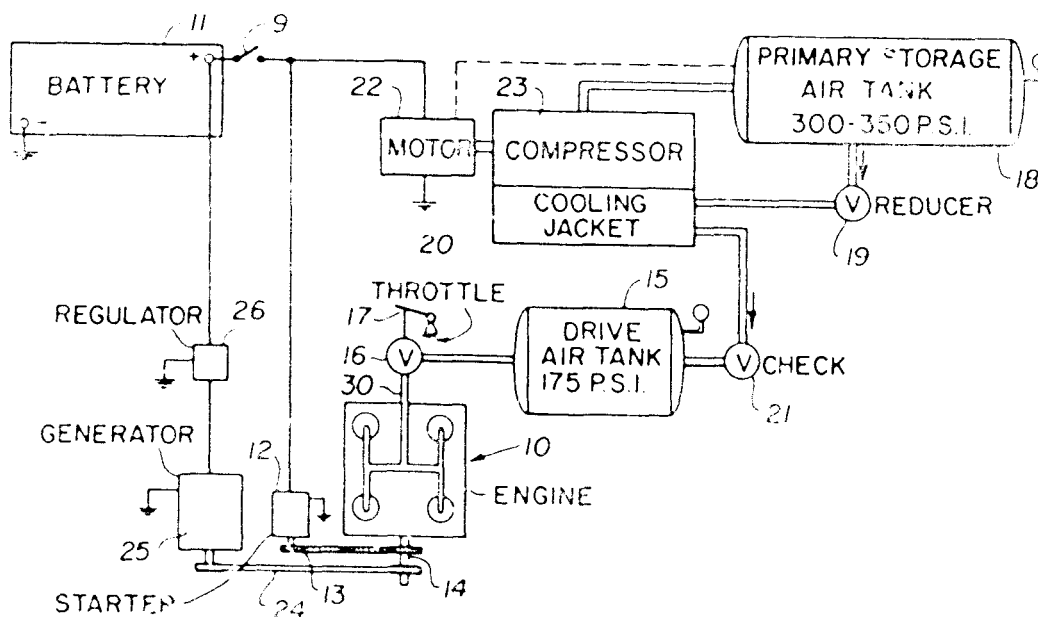 11
9
BATTERY
+
-
22
MOTOR
23
COMPRESSOR
COOLING
JACKET
PRIMARY STORAGE
AIR TANK
300-350 P.S.I.
18
V
REDUCER
19
20
THROTTLE
17
16
V
30
15
DRIVE
AIR TANK
175 P.S.I.
V
CHECK
21
REGULATOR
26
GENERATOR
25
12
10
ENGINE
13
14
STARTER
24